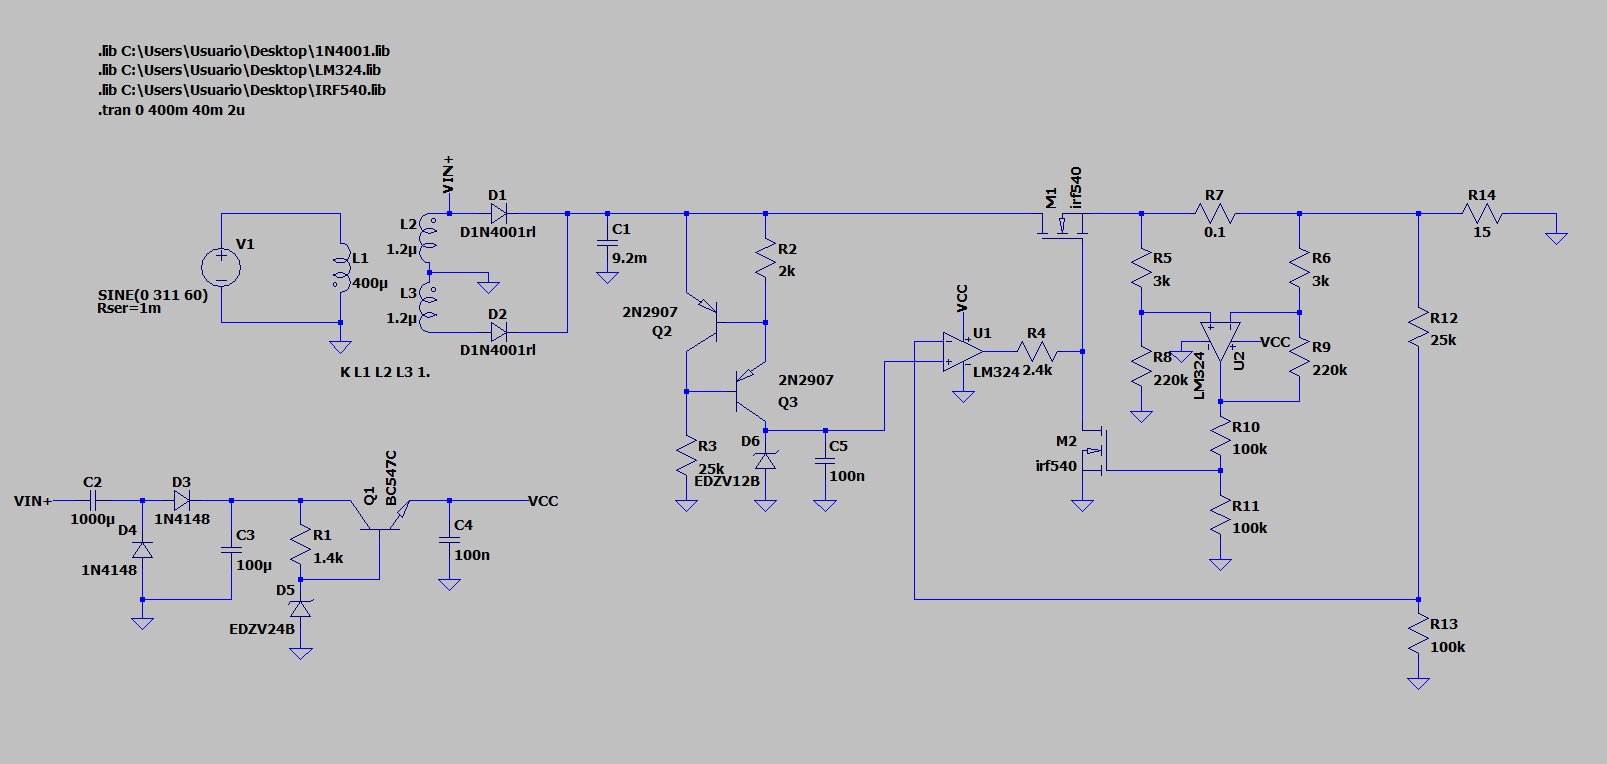 .lib C:\Users\Usuario\Desktop\1N4001.lib
.lib C:\Users\Usuario\Desktop\LM324.lib
.lib C:\Users\Usuario\Desktop\IRF540.lib
.tran 0 400m 40m 2u
V1
SINE(0 311 60)
Rser=1m
L1
400µ
L2
1.2µ
L3
1.2µ
K L1 L2 L3 1.
VIN+
D1
D1N4001rl
D2
D1N4001rl
C1
9.2m
R2
2k
2N2907
Q2
2N2907
Q3
R3
25k
D6
EDZV12B
C5
100n
VCC
U1
LM324
R4
2.4k
M1
irf540
M2
irf540
R5
3k
R7
0.1
R6
3k
R8
220k
LM324
U2
VCC
R9
220k
R10
100k
R11
100k
R12
25k
R14
15
R13
100k
VIN+
C2
1000µ
D3
1N4148
D4
1N4148
C3
100µ
R1
1.4k
D5
EDZV24B
Q1
BC547C
C4
100n
VCC